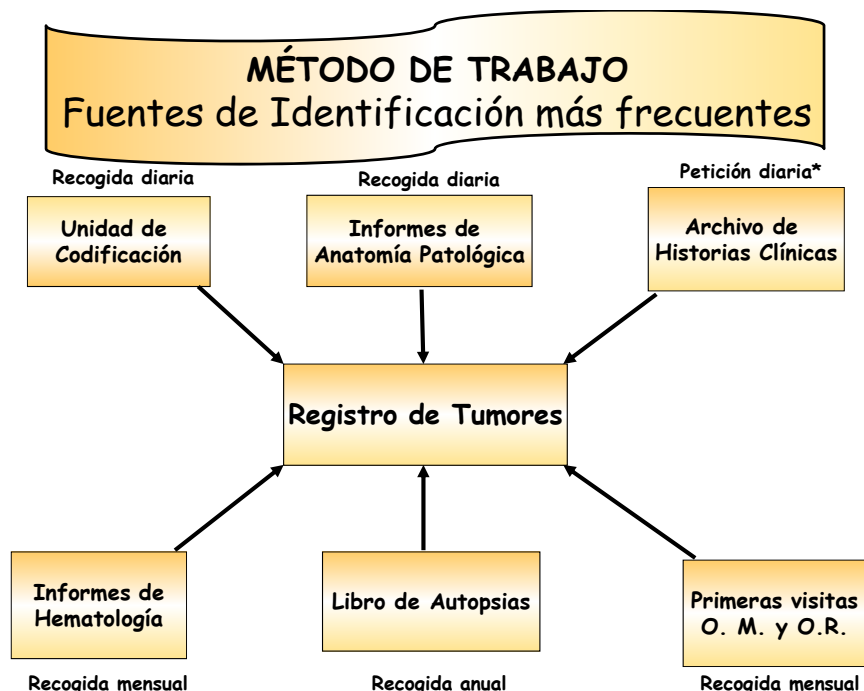 MÉTODO DE TRABAJO
Fuentes de Identificación más frecuentes
Recogida diaria
Unidad de
Codificación
Recogida diaria
Informes de
Anatomía Patológica
Petición diaria*
Archivo de
Historias Clínicas
Registro de Tumores
Informes de
Hematología
Recogida mensual
Libro de Autopsias
Recogida anual
Primeras visitas
O. M. y O.R.
Recogida mensual